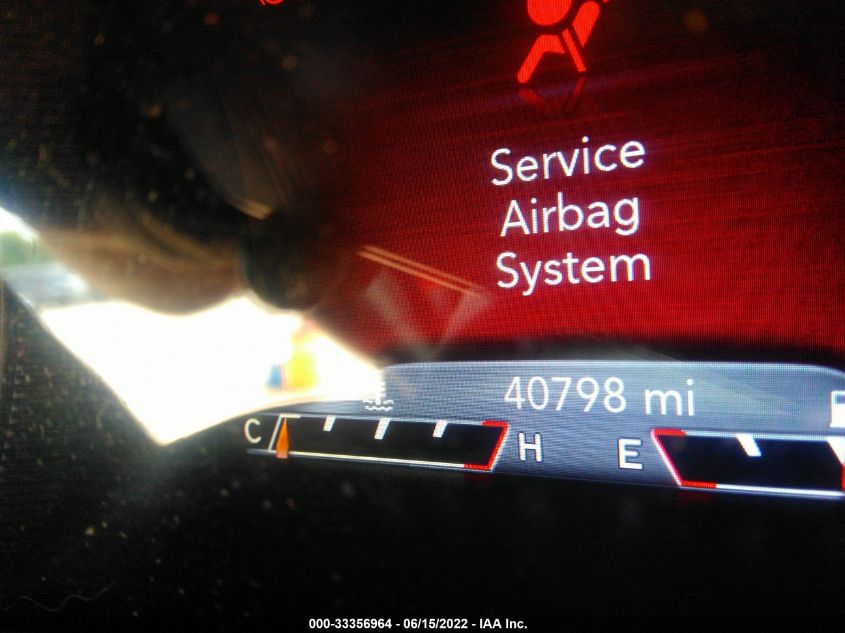 Service
Airbag
System
40798 mi
C H E
000-33356964 - 06/15/2022 - IAA Inc.